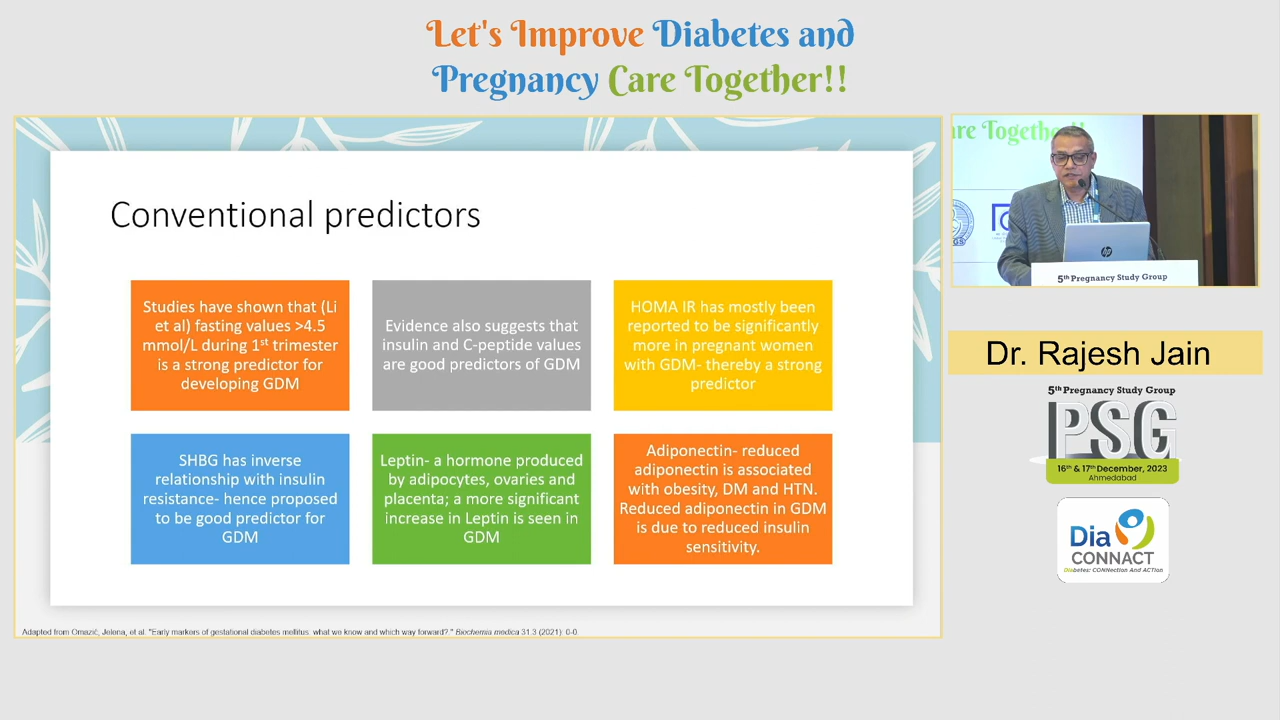 Let's Improve Diabetes and
Pregnancy Care Together!!
Conventional predictors
Studies have shown that (Li
et al) fasting values >4.5
mmol/L during 1st trimester
is a strong predictor for
developing GDM
Evidence also suggests that
insulin and C-peptide values
are good predictors of GDM
HOMA IR has mostly been
reported to be significantly
more in pregnant women
with GDM- thereby a strong
predictor
SHBG has inverse
relationship with insulin
resistance- hence proposed
to be good predictor for
GDM
Leptin- a hormone produced
by adipocytes, ovaries and
placenta; a more significant
increase in Leptin is seen in
GDM
Adiponectin- reduced
adiponectin is associated
with obesity, DM and HTN.
Reduced adiponectin in GDM
is due to reduced insulin
sensitivity.
Adapted from Omazić, Jelena, et al. "Early markers of gestational diabetes mellitus: what we know and which way forward?." Biochemia medica 31.3 (2021): 0-0.
are Together!!
hp
5th Pregnancy Study Group
Dr. Rajesh Jain
5th Pregnancy Study Group
PSG
16th & 17th December, 2023
Ahmedabad
Dia
CONNACT
Diabetes: CONNection And ACTion